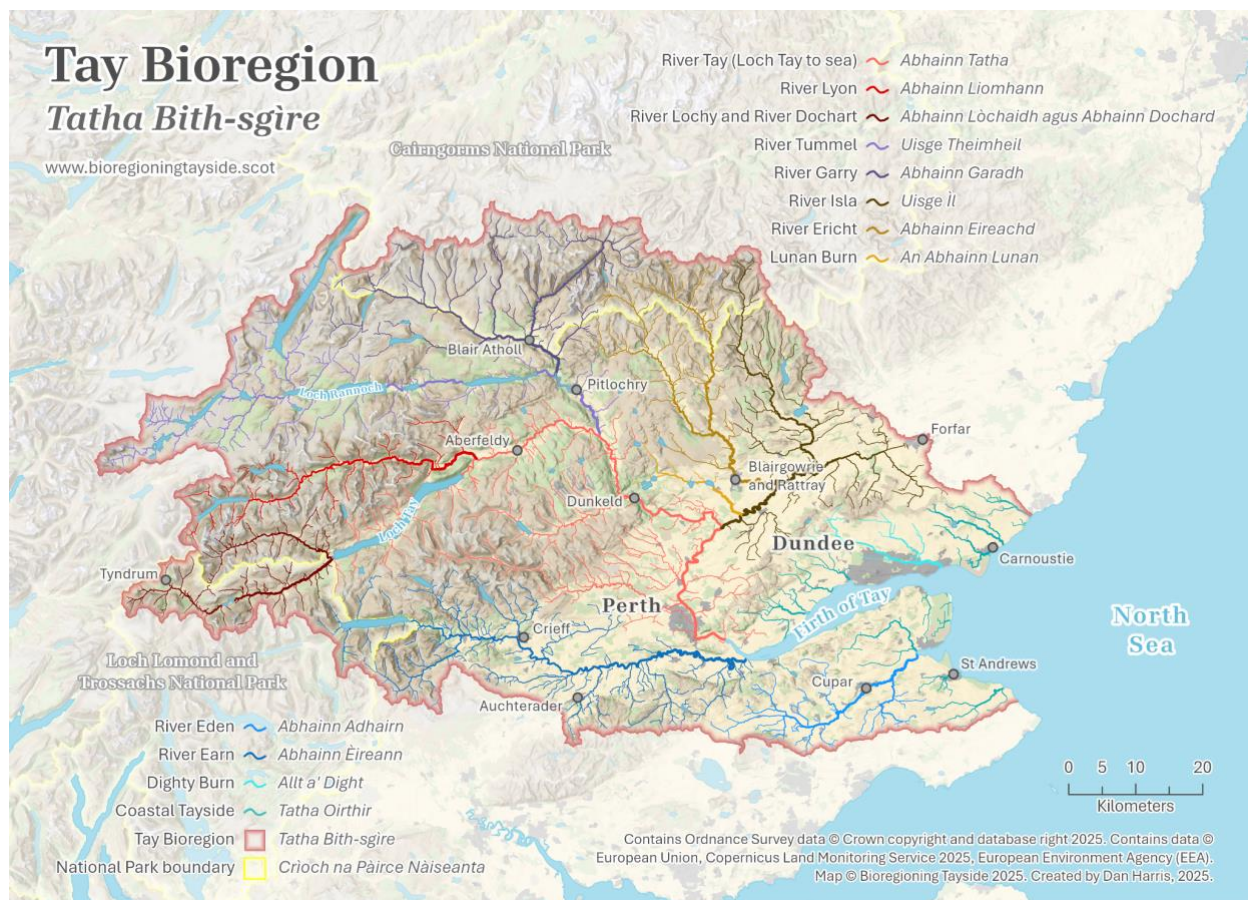 Tay Bioregion
Tatha Bith-sgìre
www.bioregioningtayside.scot
River Tay (Loch Tay to sea) Abhainn Tatha
River Lyon Abhainn Liomhann
River Lochy and River Dochart Abhainn Lòchaidh agus Abhainn Dochard
River Tummel Uisge Theimheil
River Garry Abhainn Garadh
River Isla Uisge Ìl
River Ericht Abhainn Eireachd
Lunan Burn An Abhainn Lunan
Cairngorms National Park
Blair Atholl
Pitlochry
Loch Rannoch
Aberfeldy
Forfar
Blairgowrie
and Rattray
Dunkeld
Loch Tay
Dundee
Carnoustie
Tyndrum
Perth
Firth of Tay
North
Sea
Crieff
St Andrews
Loch Lomond and
Trossachs National Park
Cupar
Auchterader
River Eden Abhainn Adhairn
River Earn Abhainn Èireann
Dighty Burn Allt a' Dight
Coastal Tayside Tatha Oirthir
Tay Bioregion Tatha Bith-sgìre
National Park boundary Crìoch na Pàirce Nàiseanta
0 5 10 20
Kilometers
Contains Ordnance Survey data © Crown copyright and database right 2025. Contains data ©
European Union, Copernicus Land Monitoring Service 2025, European Environment Agency (EEA).
Map © Bioregioning Tayside 2025. Created by Dan Harris, 2025.